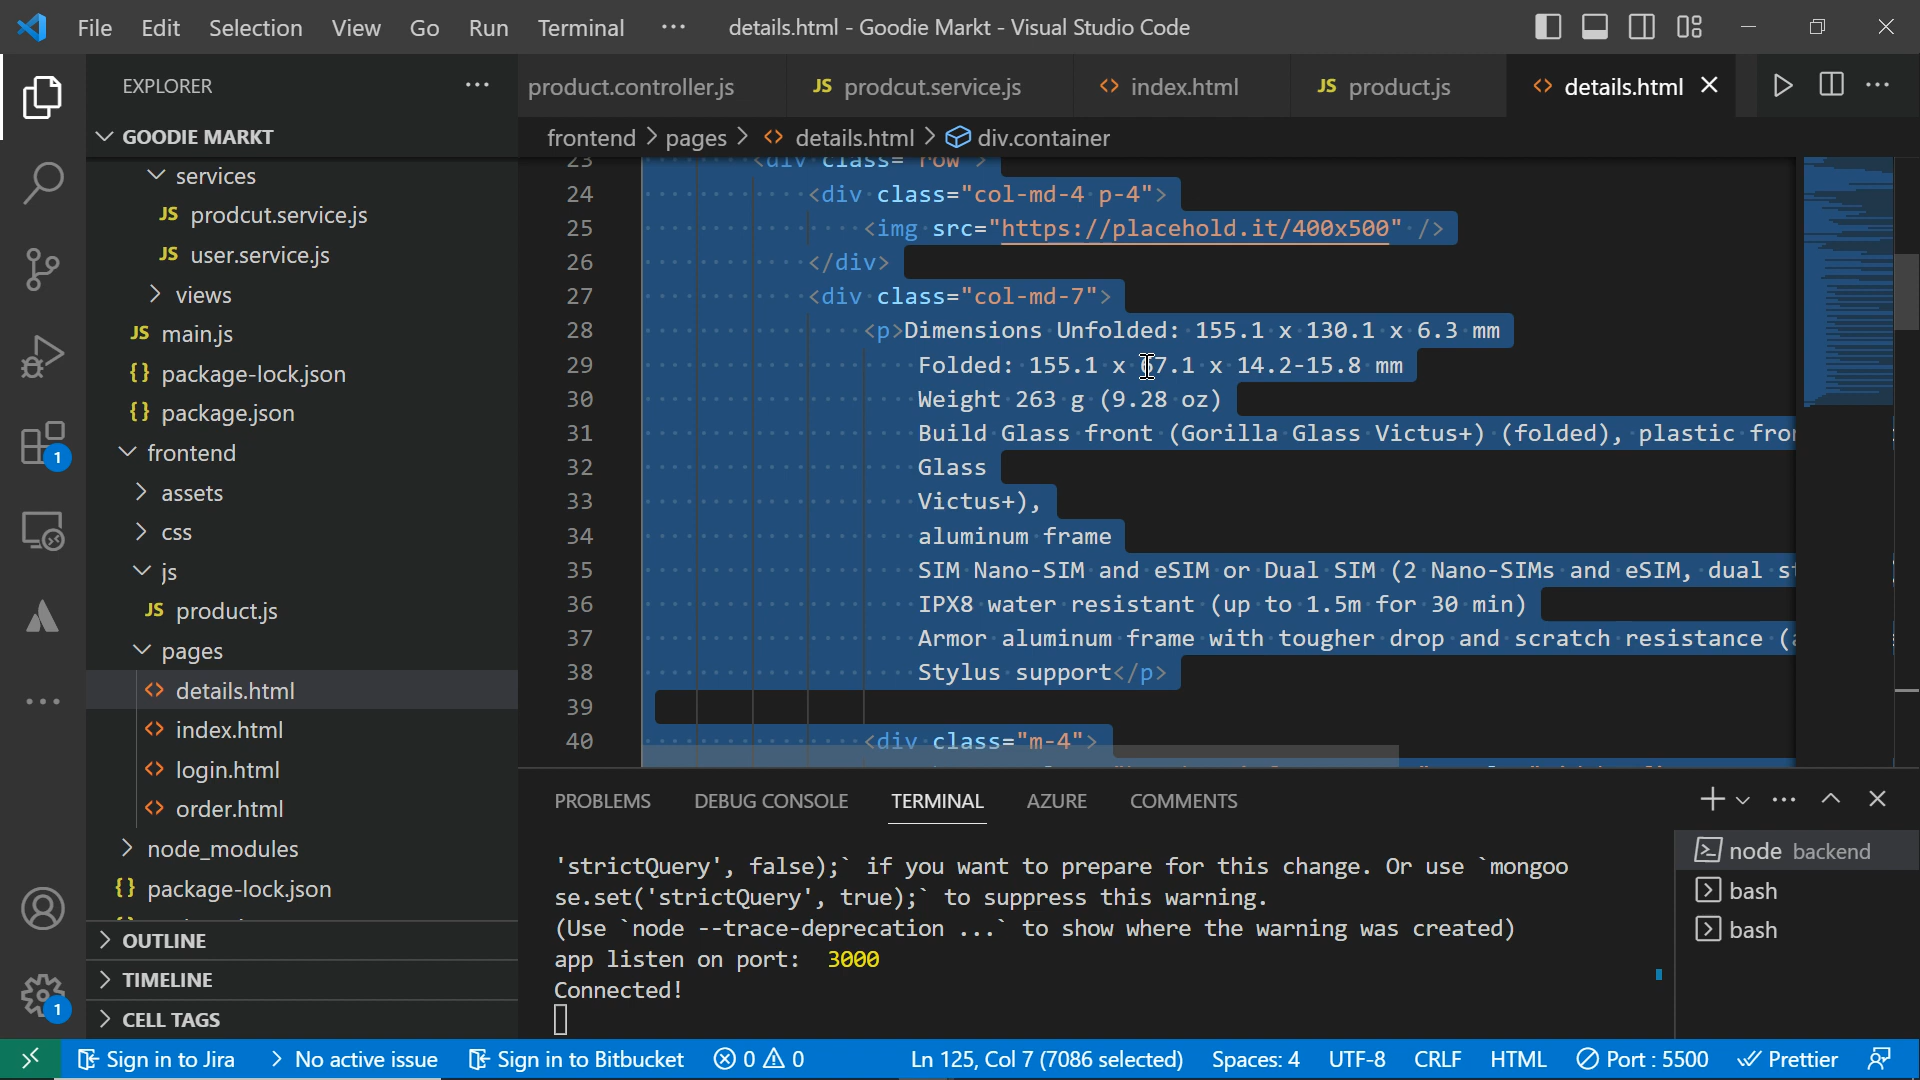 File Edit Selection View Go Run Terminal ··· details.html - Goodie Markt - Visual Studio Code
EXPLORER ···
product.controller.js JS prodcut.service.js <> index.html JS product.js <> details.html
GOODIE MARKT
services
JS prodcut.service.js
JS user.service.js
views
JS main.js
{} package-lock.json
{} package.json
frontend
assets
css
js
JS product.js
pages
<> details.html
<> index.html
<> login.html
<> order.html
node_modules
{} package-lock.json
OUTLINE
TIMELINE
CELL TAGS
1
1
frontend > pages > <> details.html > div.container
23 <div class="row">
24 <div class="col-md-4 p-4">
25 <img src="https://placehold.it/400x500" />
26 </div>
27 <div class="col-md-7">
28 <p>Dimensions Unfolded: 155.1 x 130.1 x 6.3 mm
29 Folded: 155.1 x 67.1 x 14.2-15.8 mm
30 Weight 263 g (9.28 oz)
31 Build Glass front (Gorilla Glass Victus+) (folded), plastic
32 Glass
33 Victus+),
34 aluminum frame
35 SIM Nano-SIM and eSIM or Dual SIM (2 Nano-SIMs and eSIM, dual
36 IPX8 water resistant (up to 1.5m for 30 min)
37 Armor aluminum frame with tougher drop and scratch resistance (
38 Stylus support</p>
39
40 <div class="m-4">
PROBLEMS DEBUG CONSOLE TERMINAL AZURE COMMENTS
'strictQuery', false);` if you want to prepare for this change. Or use `mongoo
se.set('strictQuery', true);` to suppress this warning.
(Use `node --trace-deprecation ...` to show where the warning was created)
app listen on port: 3000
Connected!
node backend
bash
bash
Sign in to Jira > No active issue Sign in to Bitbucket 0 0 Ln 125, Col 7 (7086 selected) Spaces: 4 UTF-8 CRLF HTML Port : 5500 Prettier